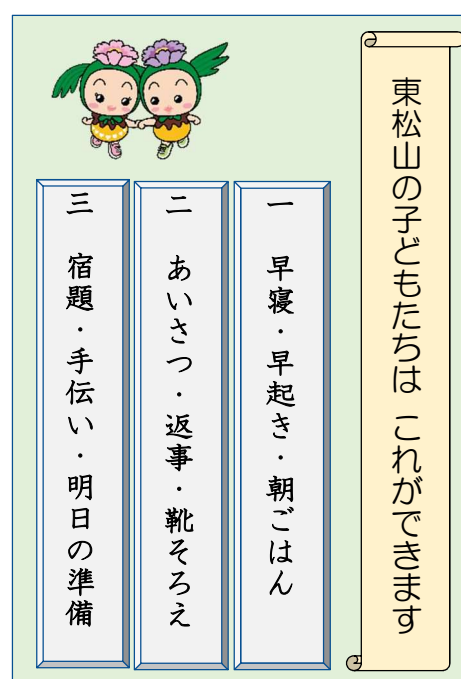 東松山の子どもたちは これができます
一 早寝・早起き・朝ごはん
二 あいさつ・返事・靴そろえ
三 宿題・手伝い・明日の準備